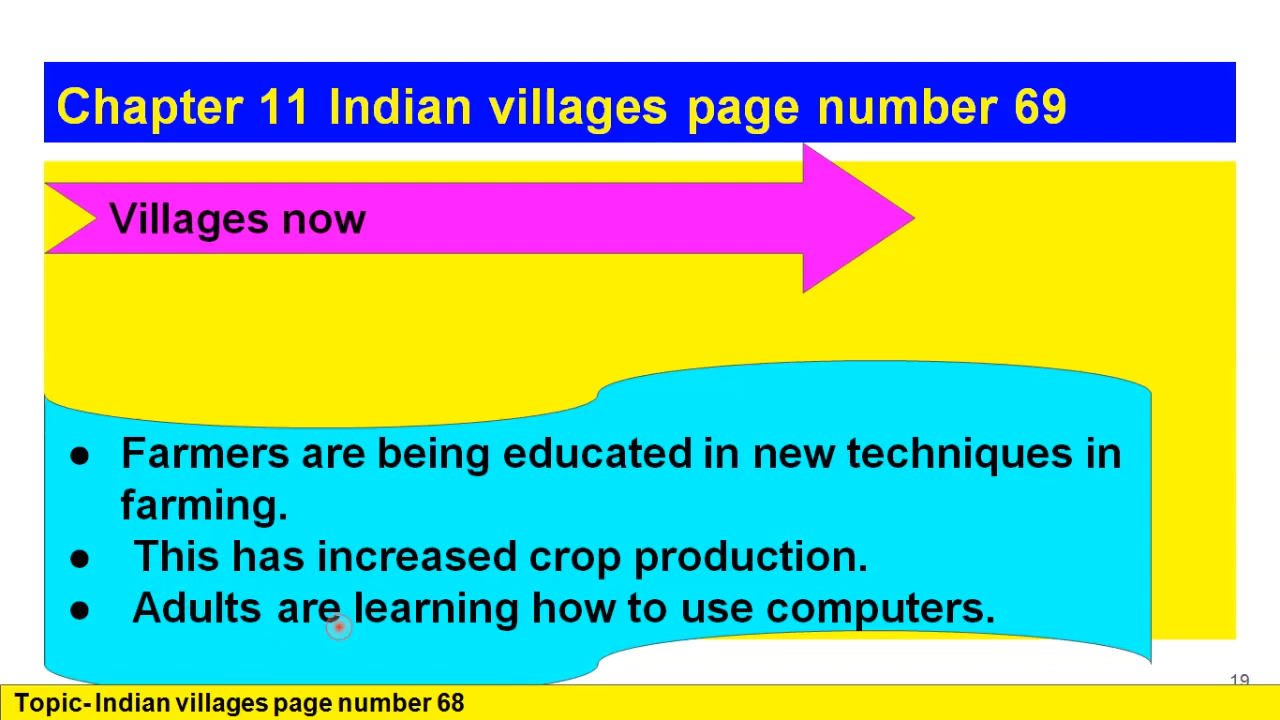 Chapter 11 Indian villages page number 69
Villages now
● Farmers are being educated in new techniques in
farming.
● This has increased crop production.
● Adults are learning how to use computers.
19
Topic- Indian villages page number 68